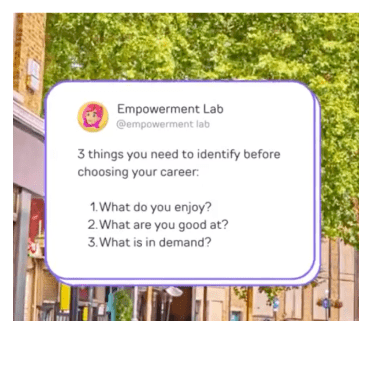 Empowerment Lab
@empowerment lab
3 things you need to identify before
choosing your career:
1.What do you enjoy?
2.What are you good at?
3.What is in demand?